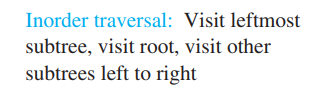 Inorder traversal: Visit leftmost
subtree, visit root, visit other
subtrees left to right